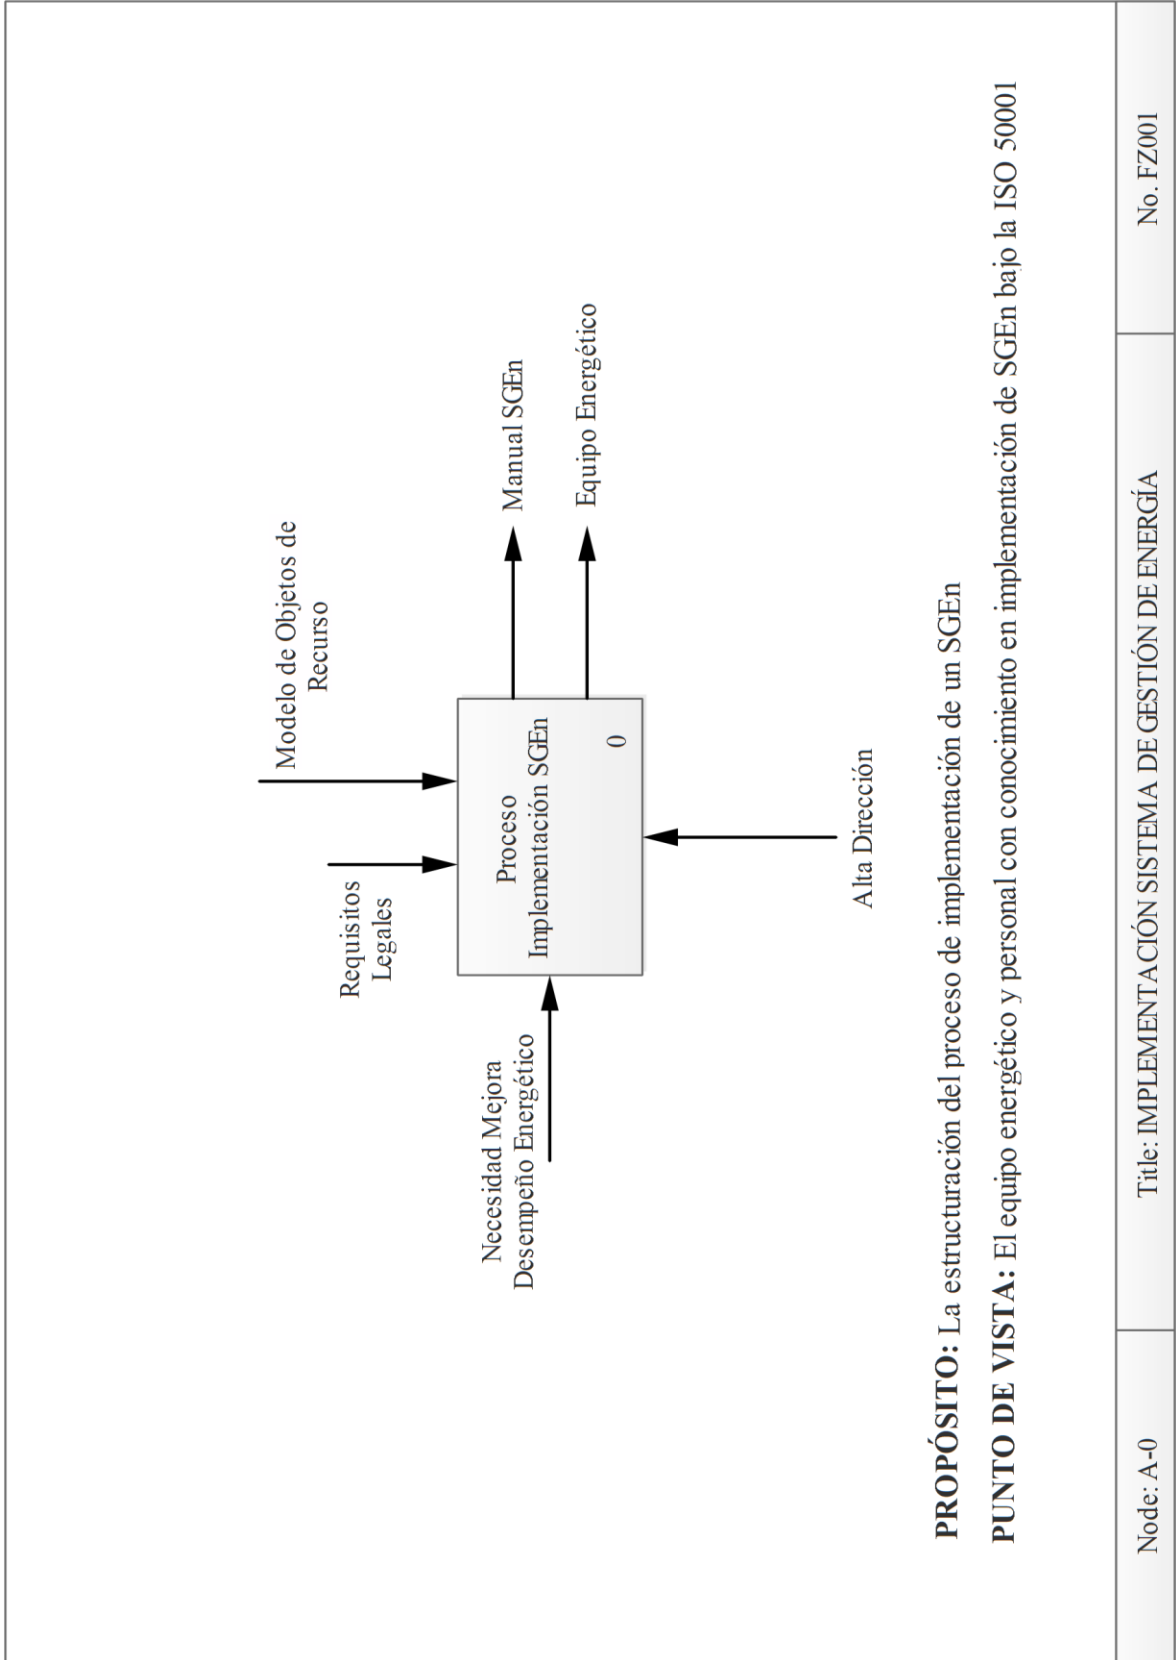 Modelo de Objetos de
Recurso
Requisitos
Legales
Necesidad Mejora
Desempeño Energético
Proceso
Implementación SGEn
0
Manual SGEn
Equipo Energético
Alta Dirección
PROPÓSITO: La estructuración del proceso de implementación de un SGEn
PUNTO DE VISTA: El equipo energético y personal con conocimiento en implementación de SGEn bajo la ISO 50001
Node: A-0
Title: IMPLEMENTACIÓN SISTEMA DE GESTIÓN DE ENERGÍA
No. FZ001